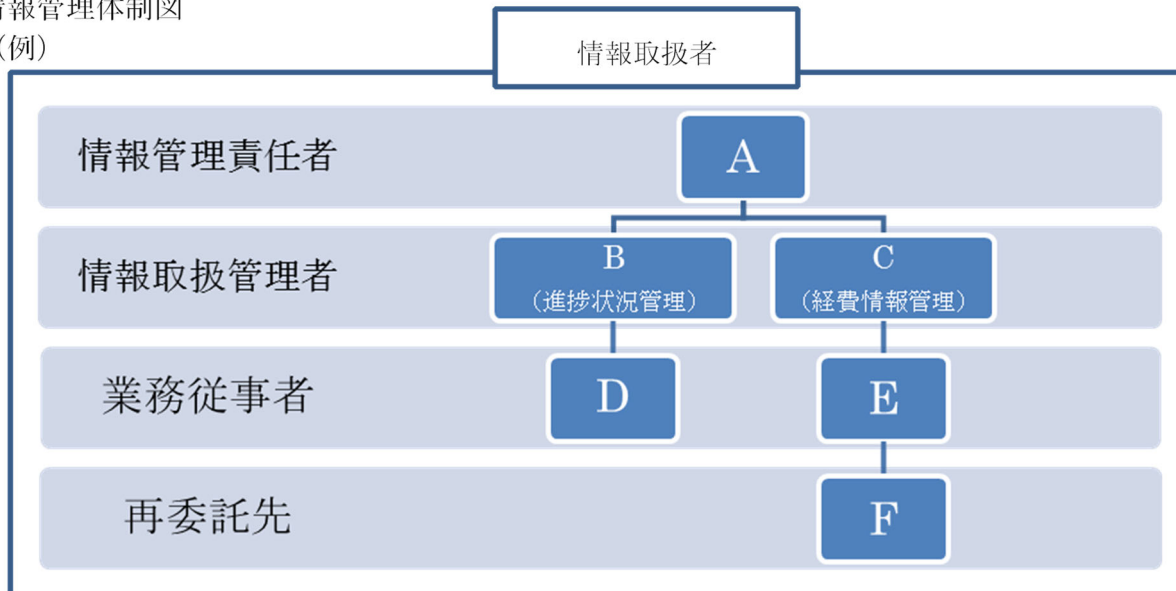 情報管理体制図
（例）
情報取扱者
情報管理責任者
A
情報取扱管理者
B
（進捗状況管理）
C
（経費情報管理）
業務従事者
D
E
再委託先
F